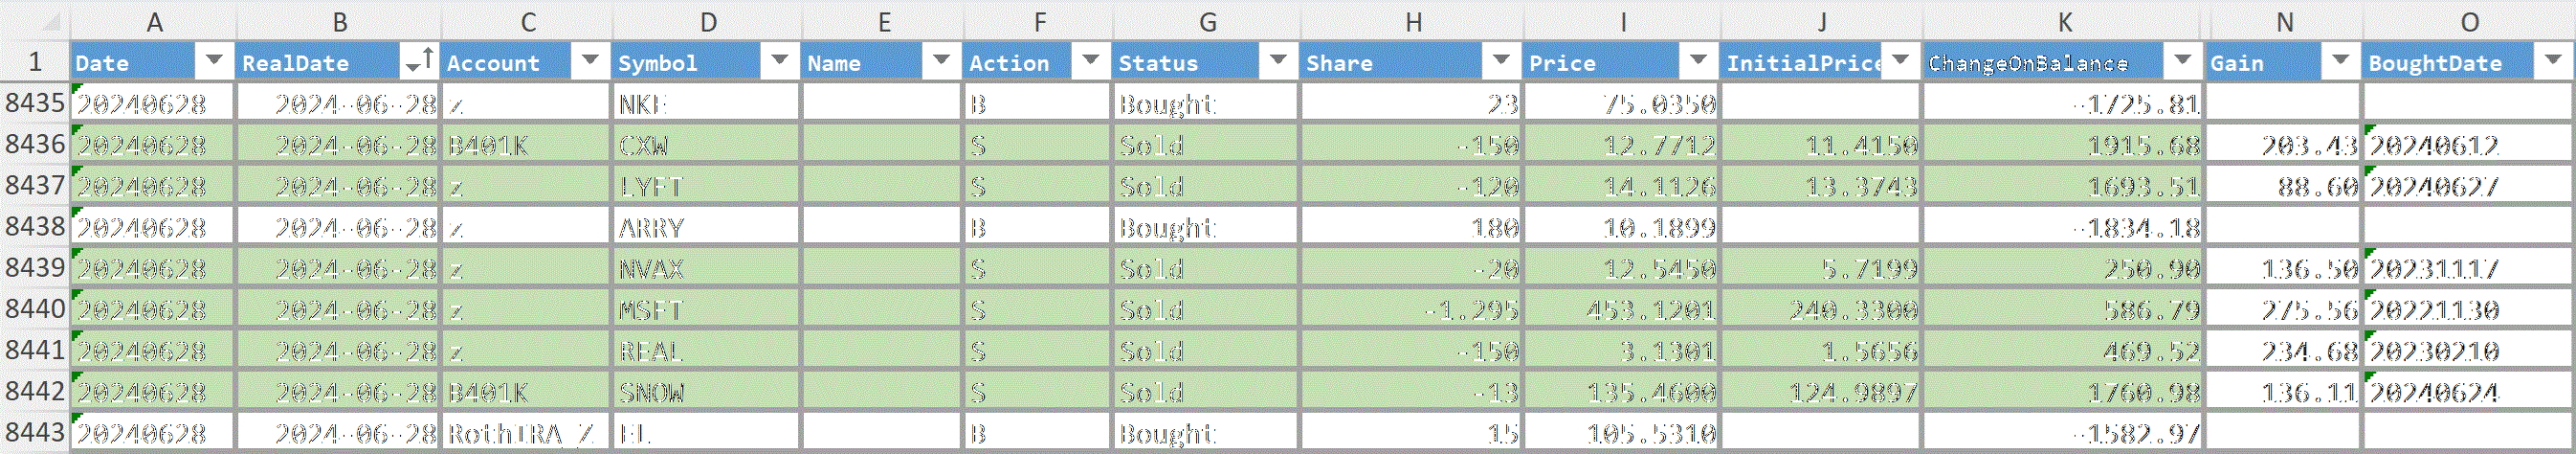 A B C D E F G H I J K N O
1 Date RealDate Account Symbol Name Action Status Share Price InitialPrice ChangeOnBalance Gain BoughtDate
8435 20240628 2024-06-28 z NKE B Bought 23 75.0350 -1725.81
8436 20240628 2024-06-28 B401K CXW S Sold -150 12.7712 11.4150 1915.68 203.43 20240612
8437 20240628 2024-06-28 z LYFT S Sold -120 14.1126 13.3743 1693.51 88.60 20240627
8438 20240628 2024-06-28 z ARRY B Bought 180 10.1899 -1834.18
8439 20240628 2024-06-28 z NVAX S Sold -20 12.5450 5.7199 250.90 136.50 20231117
8440 20240628 2024-06-28 z MSFT S Sold -1.295 453.1201 240.3300 586.79 275.56 20221130
8441 20240628 2024-06-28 z REAL S Sold -150 3.1301 1.5656 469.52 234.68 20230210
8442 20240628 2024-06-28 B401K SNOW S Sold -13 135.4600 124.9897 1760.98 136.11 20240624
8443 20240628 2024-06-28 RothIRA_Z EL B Bought 15 105.5310 -1582.97